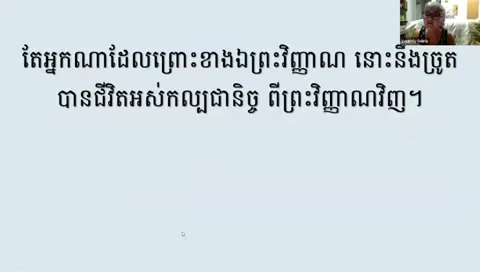 តែអ្នកណាដែលព្រោះខាងឯព្រះវិញ្ញាណ នោះនឹងច្រូត
បានជីវិតអស់កល្បជានិច្ច ពីព្រះវិញ្ញាណវិញ។